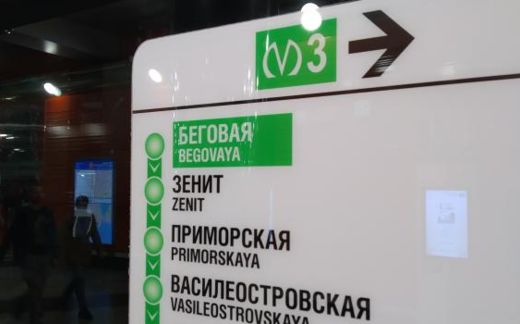 M 3
БЕГОВАЯ
BEGOVAYA
ЗЕНИТ
ZENIT
ПРИМОРСКАЯ
PRIMORSKAYA
ВАСИЛЕОСТРОВСКАЯ
VASILEOSTROVSKAYA